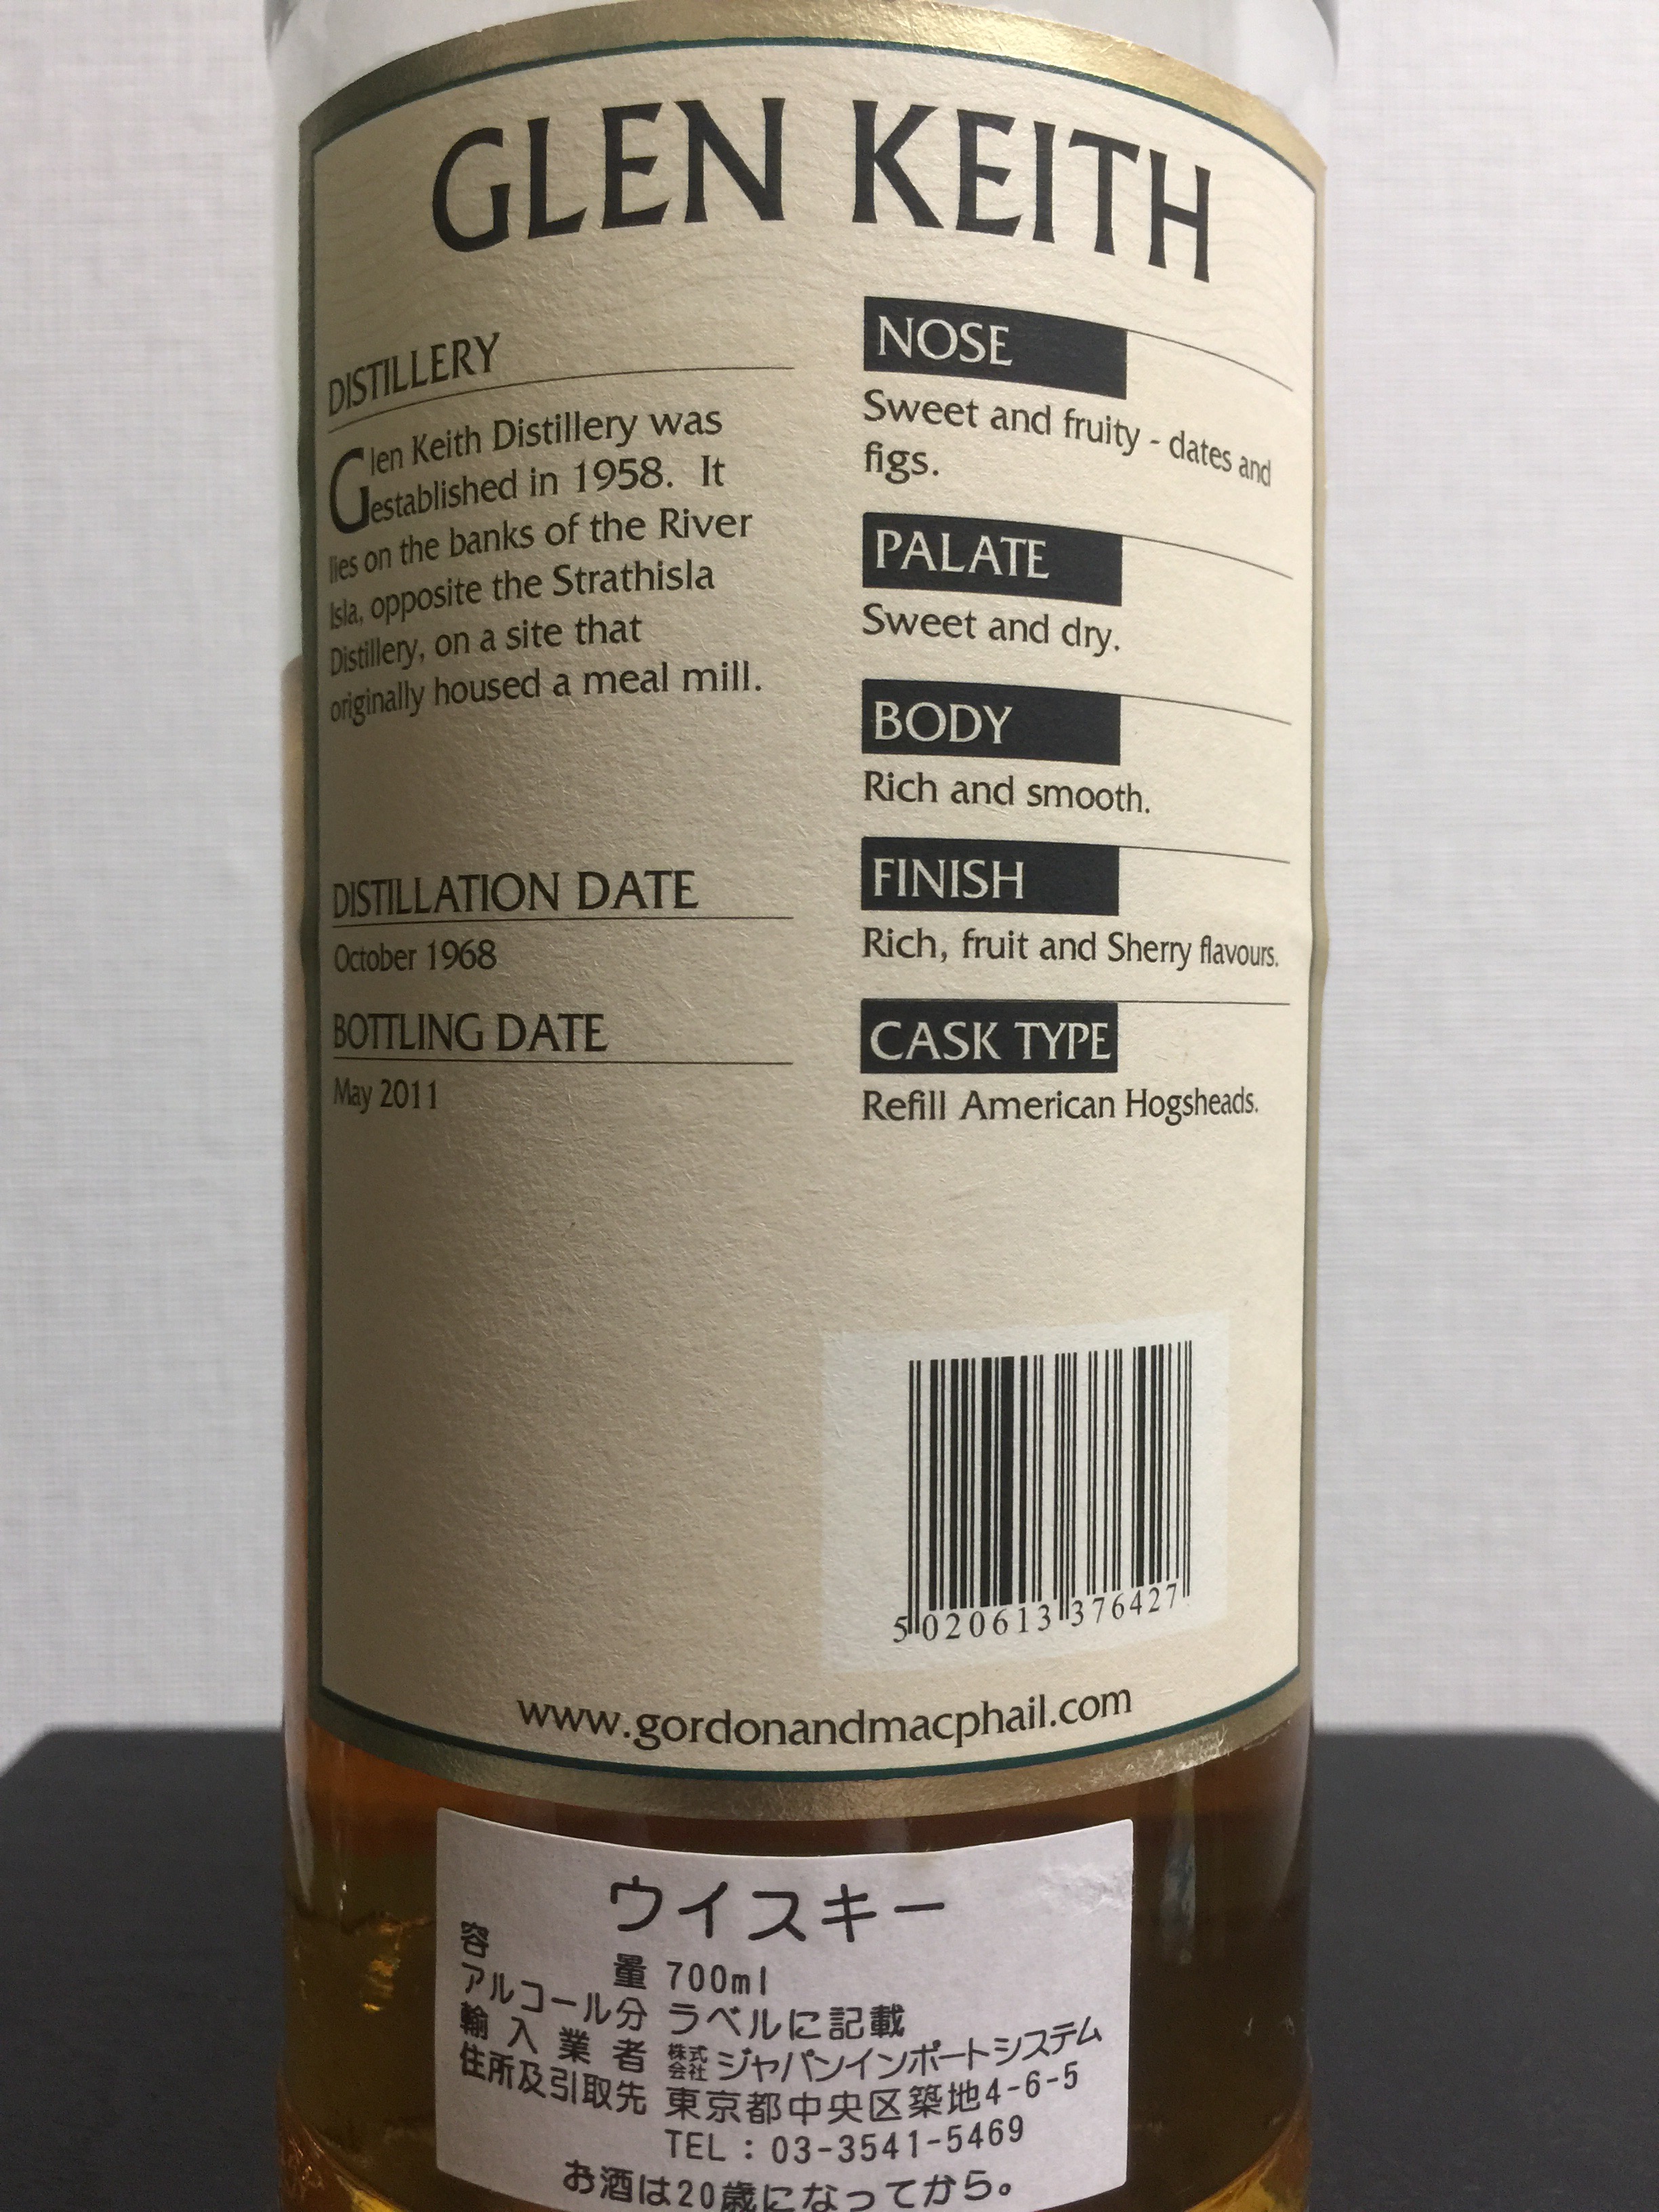 GLEN KEITH
DISTILLERY
Glen Keith Distillery was
established in 1958. It
lies on the banks of the River
Isla, opposite the Strathisla
Distillery, on a site that
originally housed a meal mill.
DISTILLATION DATE
October 1968
BOTTLING DATE
May 2011
NOSE
Sweet and fruity - dates and
figs.
PALATE
Sweet and dry.
BODY
Rich and smooth.
FINISH
Rich, fruit and Sherry flavours.
CASK TYPE
Refill American Hogsheads.
5 020613 376427
www.gordonandmacphail.com
ウイスキー
容量 700ml
アルコール分 ラベルに記載
輸入業者 株式会社ジャパンインポートシステム
住所及引取先 東京都中央区築地4-6-5
TEL : 03-3541-5469
お酒は20歳になってから。